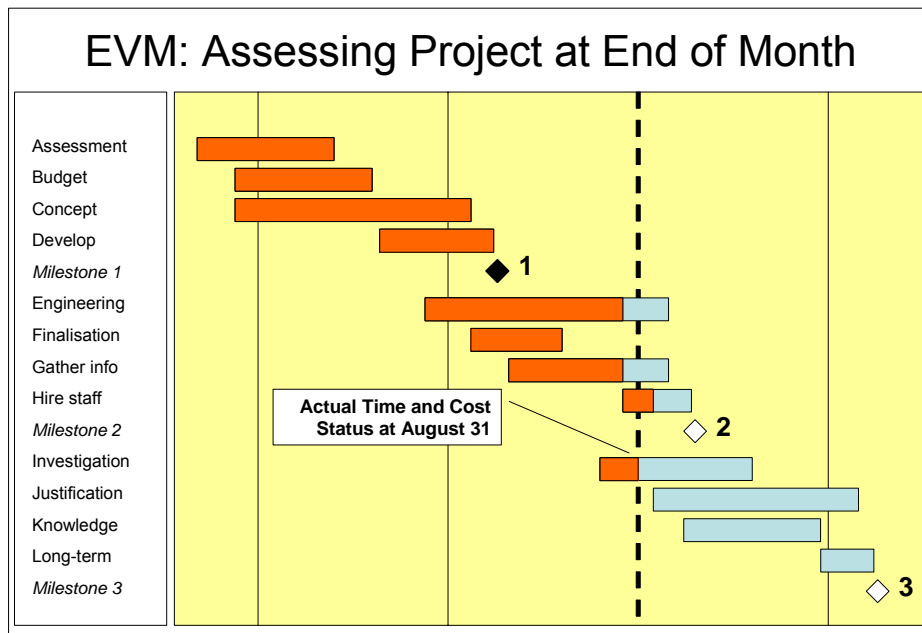 EVM: Assessing Project at End of Month
Assessment
Budget
Concept
Develop
Milestone 1
1
Engineering
Finalisation
Gather info
Hire staff
Actual Time and Cost
Status at August 31
Milestone 2
2
Investigation
Justification
Knowledge
Long-term
Milestone 3
3